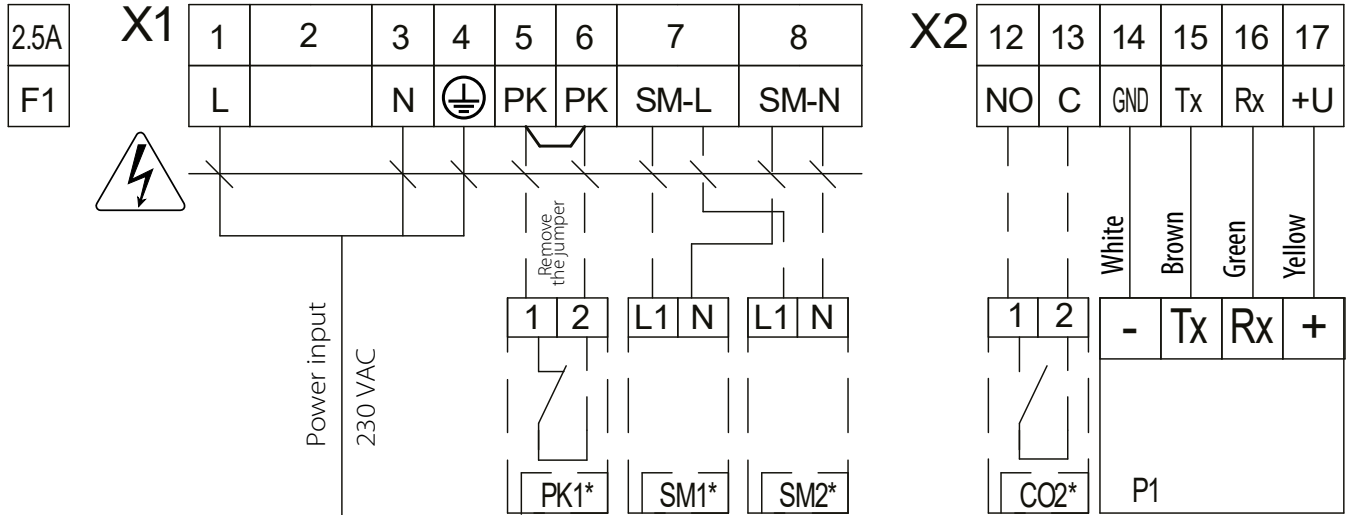 2.5A X1 1 2 3 4 5 6 7 8 X2 12 13 14 15 16 17
F1 L N PK PK SM-L SM-N NO C GND Tx Rx +U
Remove
the jumper
White Brown Green Yellow
Power input
230 VAC
1 2 L1 N L1 N 1 2 - Tx Rx +
PK1* SM1* SM2* CO2* P1